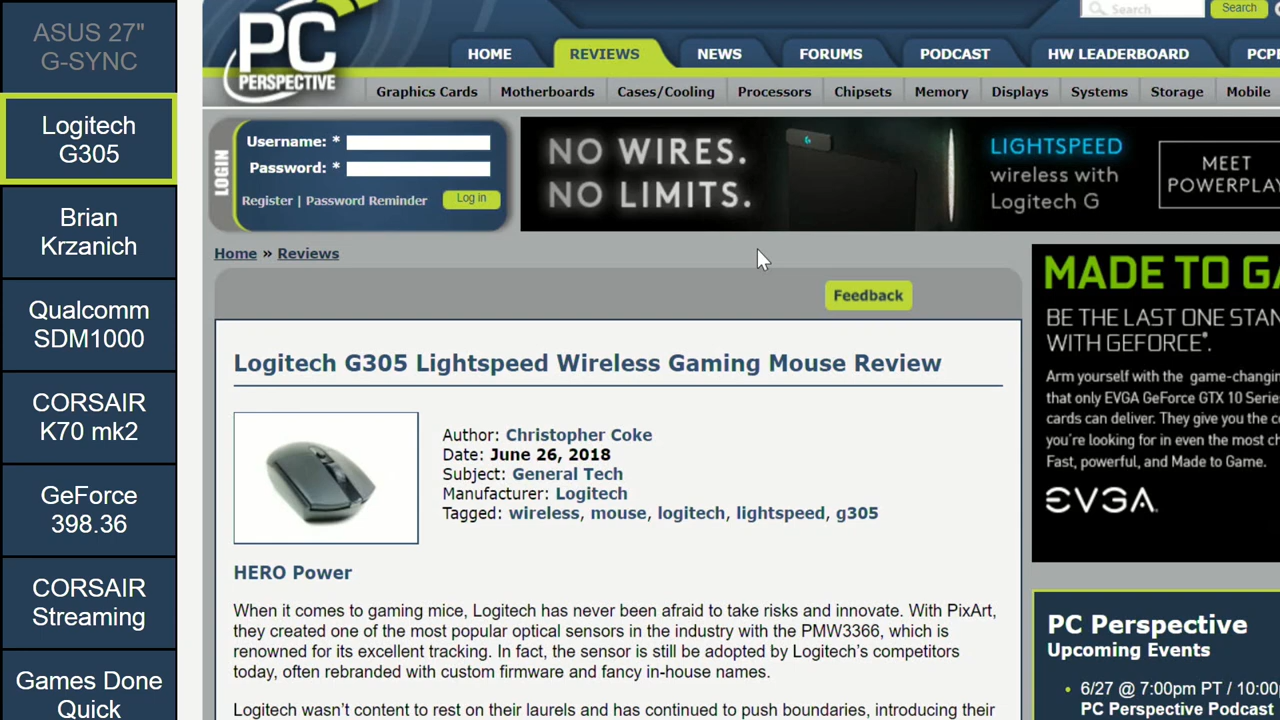 ASUS 27"
G-SYNC
Logitech
G305
Brian
Krzanich
Qualcomm
SDM1000
CORSAIR
K70 mk2
GeForce
398.36
CORSAIR
Streaming
Games Done
Quick
PC
PERSPECTIVE
Search
Search
HOME
REVIEWS
NEWS
FORUMS
PODCAST
HW LEADERBOARD
PCP
Graphics Cards
Motherboards
Cases/Cooling
Processors
Chipsets
Memory
Displays
Systems
Storage
Mobile
LOGIN
Username: *
Password: *
Register | Password Reminder
Log in
NO WIRES.
NO LIMITS.
LIGHTSPEED
wireless with
Logitech G
MEET
POWERPLAY
Home » Reviews
Feedback
Logitech G305 Lightspeed Wireless Gaming Mouse Review
Author: Christopher Coke
Date: June 26, 2018
Subject: General Tech
Manufacturer: Logitech
Tagged: wireless, mouse, logitech, lightspeed, g305
HERO Power
When it comes to gaming mice, Logitech has never been afraid to take risks and innovate. With PixArt,
they created one of the most popular optical sensors in the industry with the PMW3366, which is
renowned for its excellent tracking. In fact, the sensor is still be adopted by Logitech's competitors
today, often rebranded with custom firmware and fancy in-house names.
Logitech wasn't content to rest on their laurels and has continued to push boundaries, introducing their
MADE TO GA
BE THE LAST ONE STAN
WITH GEFORCE®.
Arm yourself with the game-changing
that only EVGA GeForce GTX 10 Series
cards can deliver. They give you the co
you're looking for in even the most ch
Fast, powerful, and Made to Game.
EVGA
PC Perspective
Upcoming Events
6/27 @ 7:00pm PT / 10:00p
PC Perspective Podcast